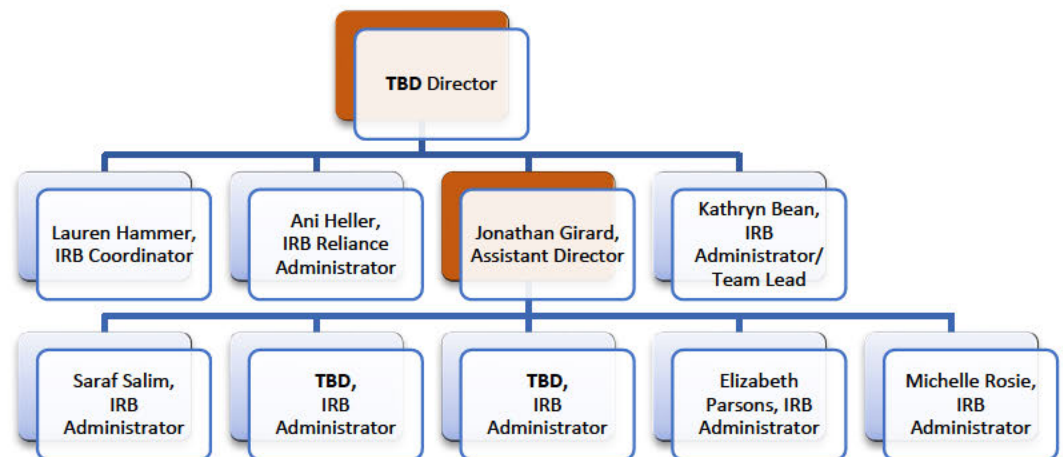 TBD Director
Lauren Hammer,
IRB Coordinator
Ani Heller,
IRB Reliance
Administrator
Jonathan Girard,
Assistant Director
Kathryn Bean,
IRB
Administrator/
Team Lead
Saraf Salim,
IRB
Administrator
TBD,
IRB
Administrator
TBD,
IRB
Administrator
Elizabeth
Parsons, IRB
Administrator
Michelle Rosie,
IRB
Administrator